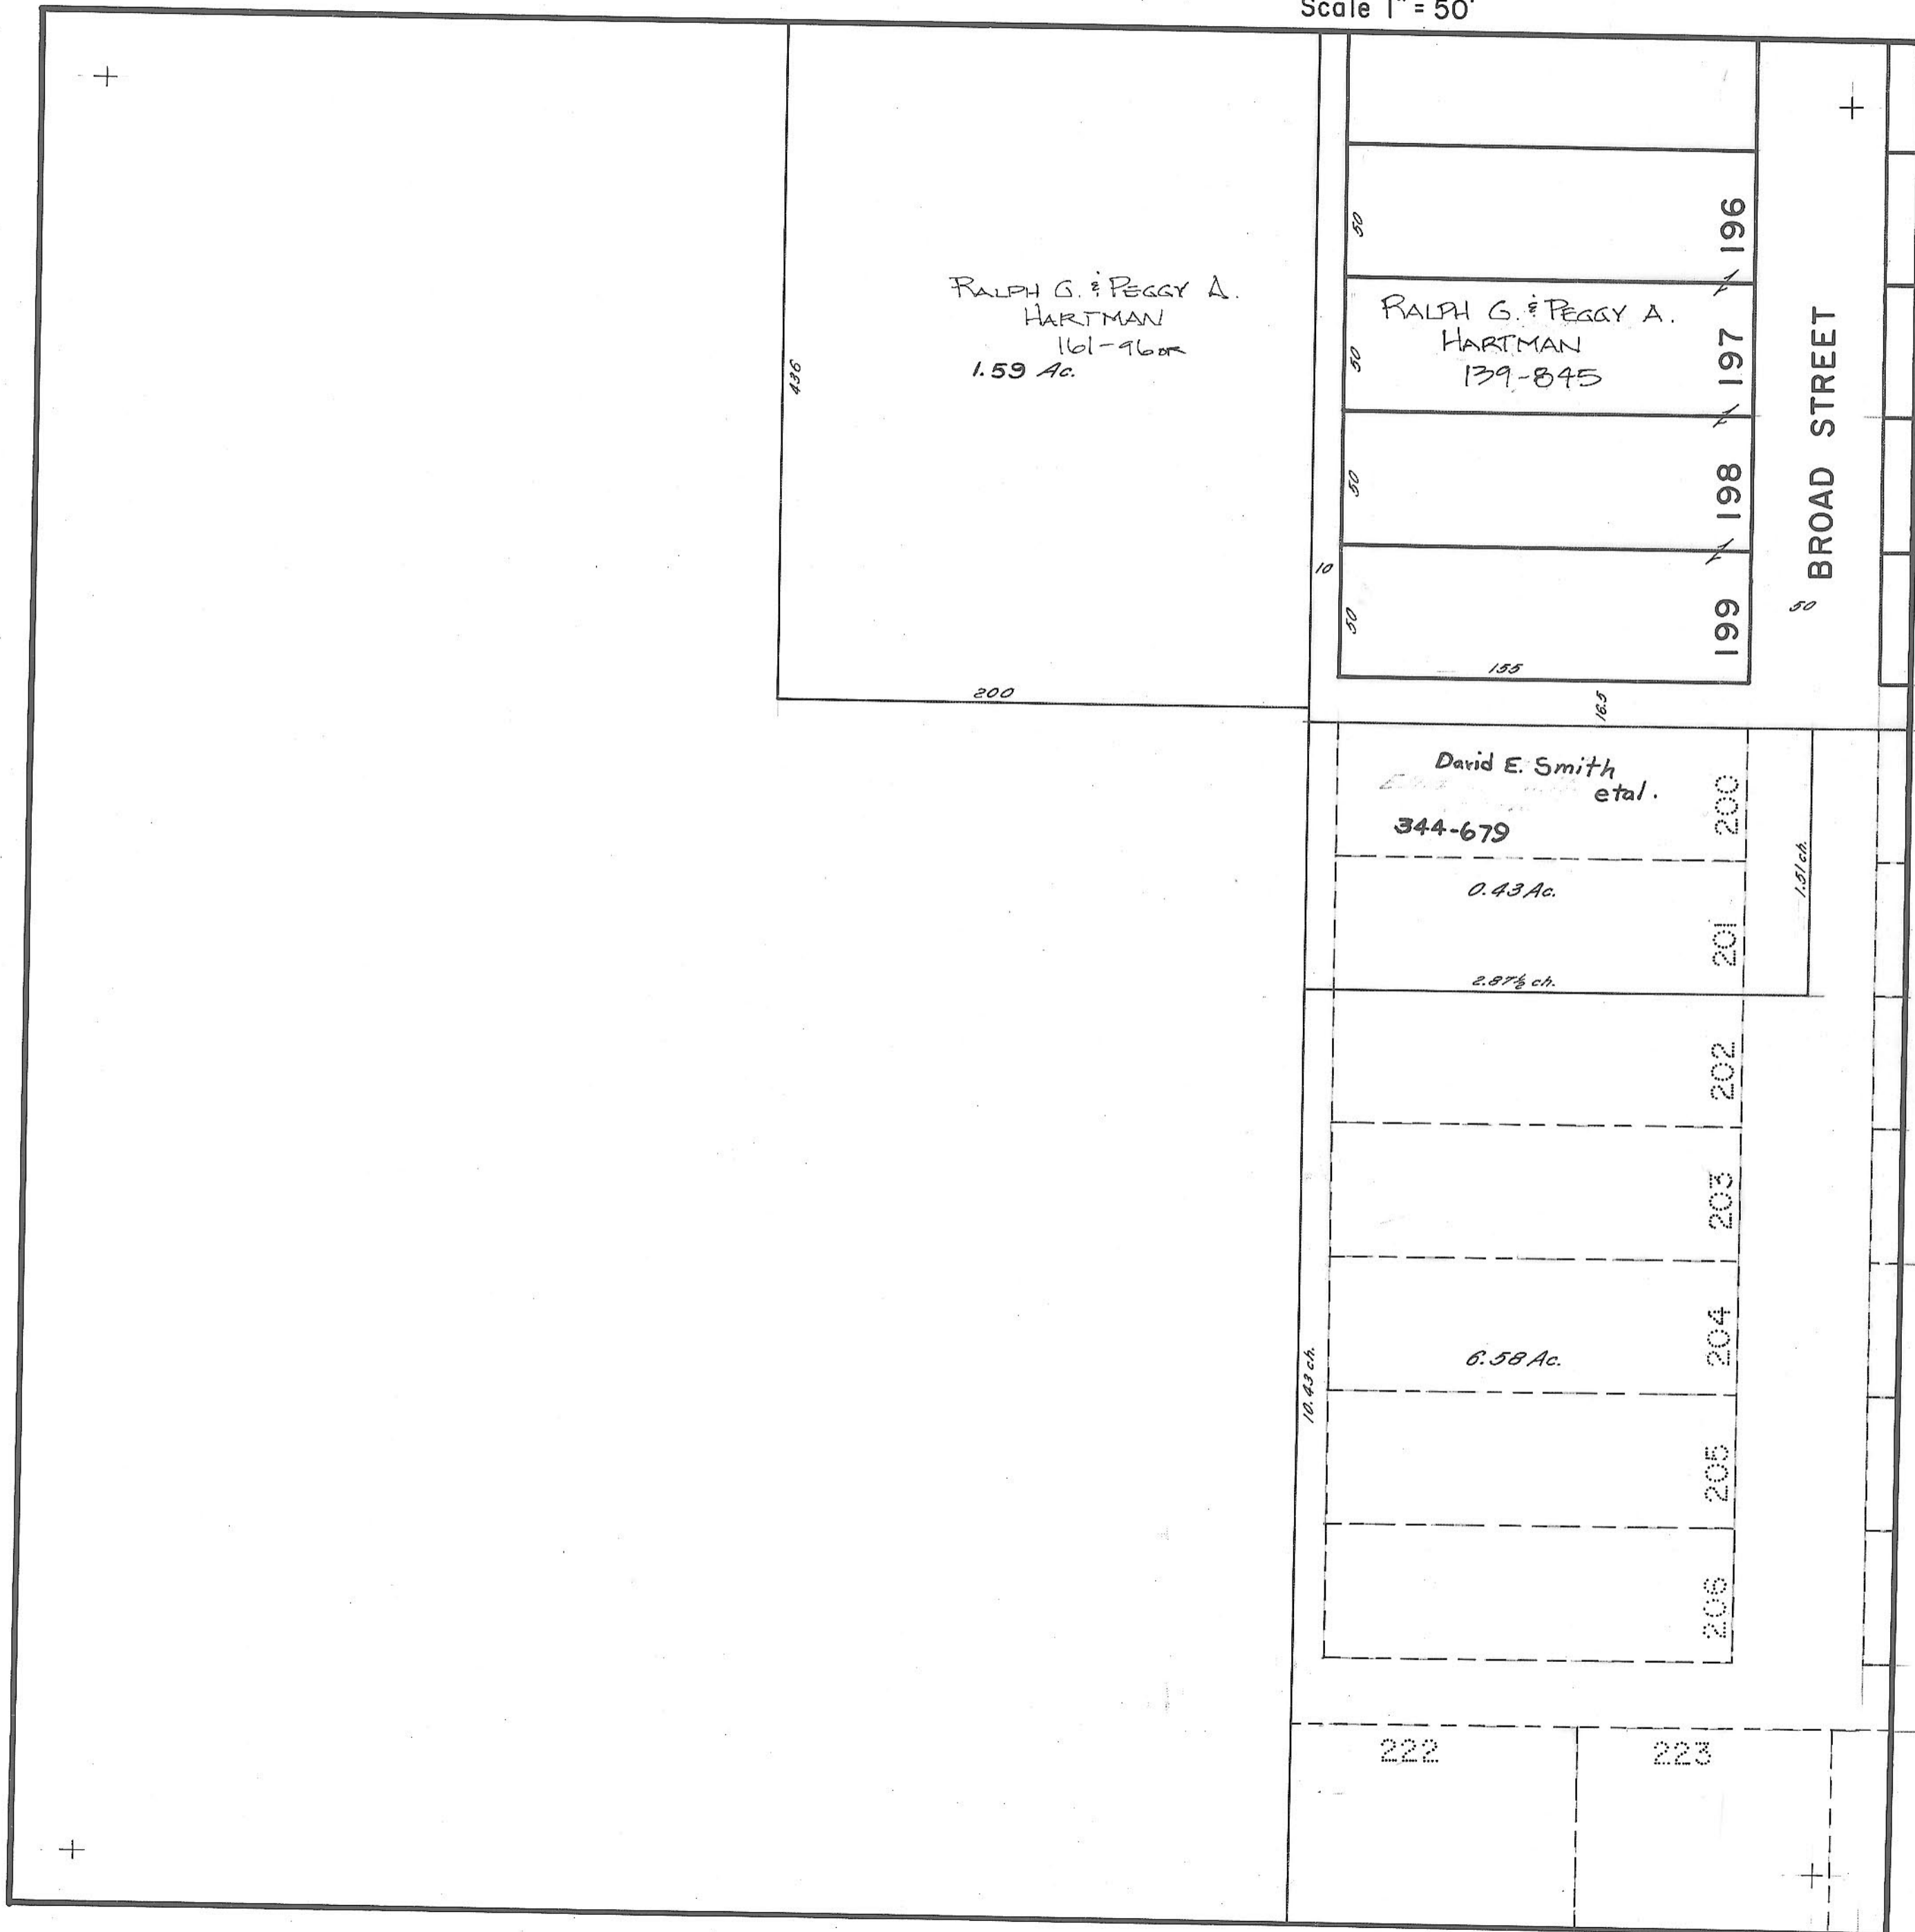 Scale 1" = 50'
RALPH G. & PEGGY A.
HARTMAN
161-96 OR
1.59 Ac.
436
200
10
50
50
50
50
196
197
198
199
RALPH G. & PEGGY A.
HARTMAN
139-845
155
16.5
BROAD STREET
50
David E. Smith
etal.
344-679
200
0.43 Ac.
201
1.51 ch.
2.87½ ch.
202
203
204
6.58 Ac.
10.43 ch.
205
206
222
223